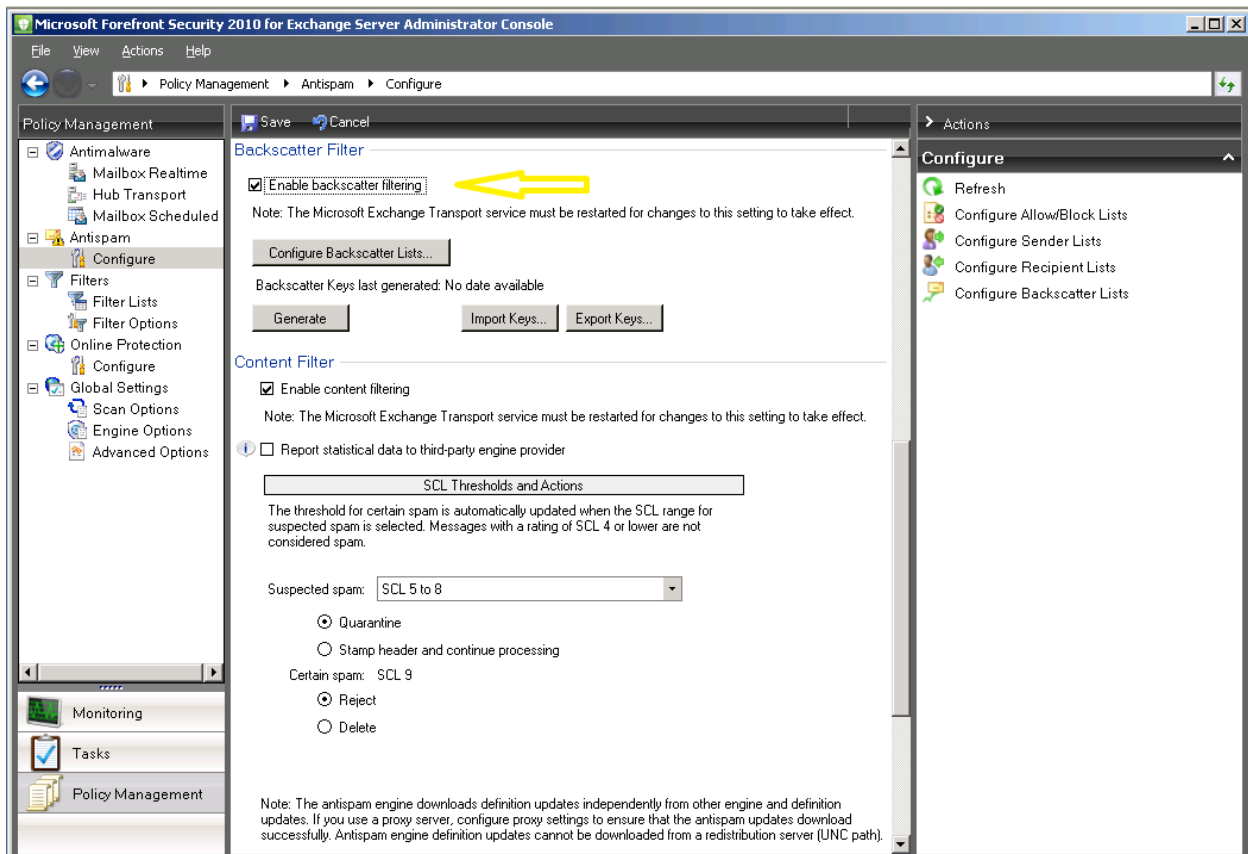 Microsoft Forefront Security 2010 for Exchange Server Administrator Console
File View Actions Help
Policy Management Antispam Configure
Policy Management
Antimalware
Mailbox Realtime
Hub Transport
Mailbox Scheduled
Antispam
Configure
Filters
Filter Lists
Filter Options
Online Protection
Configure
Global Settings
Scan Options
Engine Options
Advanced Options
Monitoring
Tasks
Policy Management
Save Cancel
Backscatter Filter
Enable backscatter filtering
Note: The Microsoft Exchange Transport service must be restarted for changes to this setting to take effect.
Configure Backscatter Lists...
Backscatter Keys last generated: No date available
Generate Import Keys... Export Keys...
Content Filter
Enable content filtering
Note: The Microsoft Exchange Transport service must be restarted for changes to this setting to take effect.
Report statistical data to third-party engine provider
SCL Thresholds and Actions
The threshold for certain spam is automatically updated when the SCL range for
suspected spam is selected. Messages with a rating of SCL 4 or lower are not
considered spam.
Suspected spam: SCL 5 to 8
Quarantine
Stamp header and continue processing
Certain spam: SCL 9
Reject
Delete
Note: The antispam engine downloads definition updates independently from other engine and definition
updates. If you use a proxy server, configure proxy settings to ensure that the antispam updates download
successfully. Antispam engine definition updates cannot be downloaded from a redistribution server (UNC path).
Actions
Configure
Refresh
Configure Allow/Block Lists
Configure Sender Lists
Configure Recipient Lists
Configure Backscatter Lists